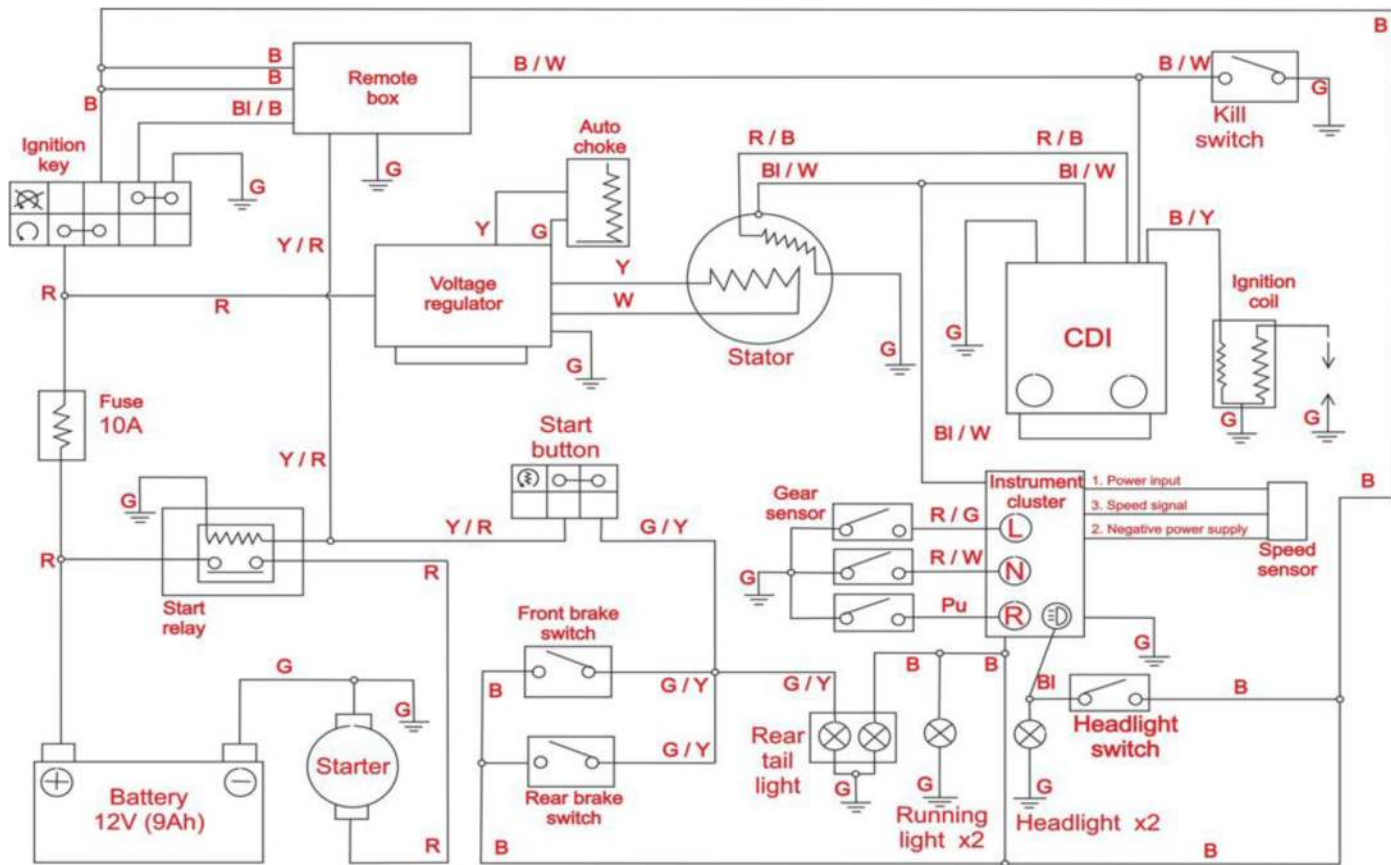 B
B
B
B
Bl / B
Remote
box
B / W
B / W
G
Kill
switch
Ignition
key
G
G
Auto
choke
R / B
R / B
Bl / W
Bl / W
Y
G
Y / R
B / Y
R
R
Voltage
regulator
Y
W
Stator
G
G
G
CDI
Ignition
coil
G
G
Fuse
10A
Bl / W
Start
button
Y / R
G
Y / R
G / Y
R
R
Start
relay
Gear
sensor
R / G
R / W
Pu
G
Instrument
cluster
L
N
R
1. Power input
3. Speed signal
2. Negative power supply
Speed
sensor
B
G
Front brake
switch
B
G / Y
G / Y
Rear brake
switch
G / Y
B
B
Bl
B
Headlight
switch
Rear
tail
light
G
G
Running
light x2
G
Headlight x2
G
G
Starter
R
+
−
Battery
12V (9Ah)
B
B